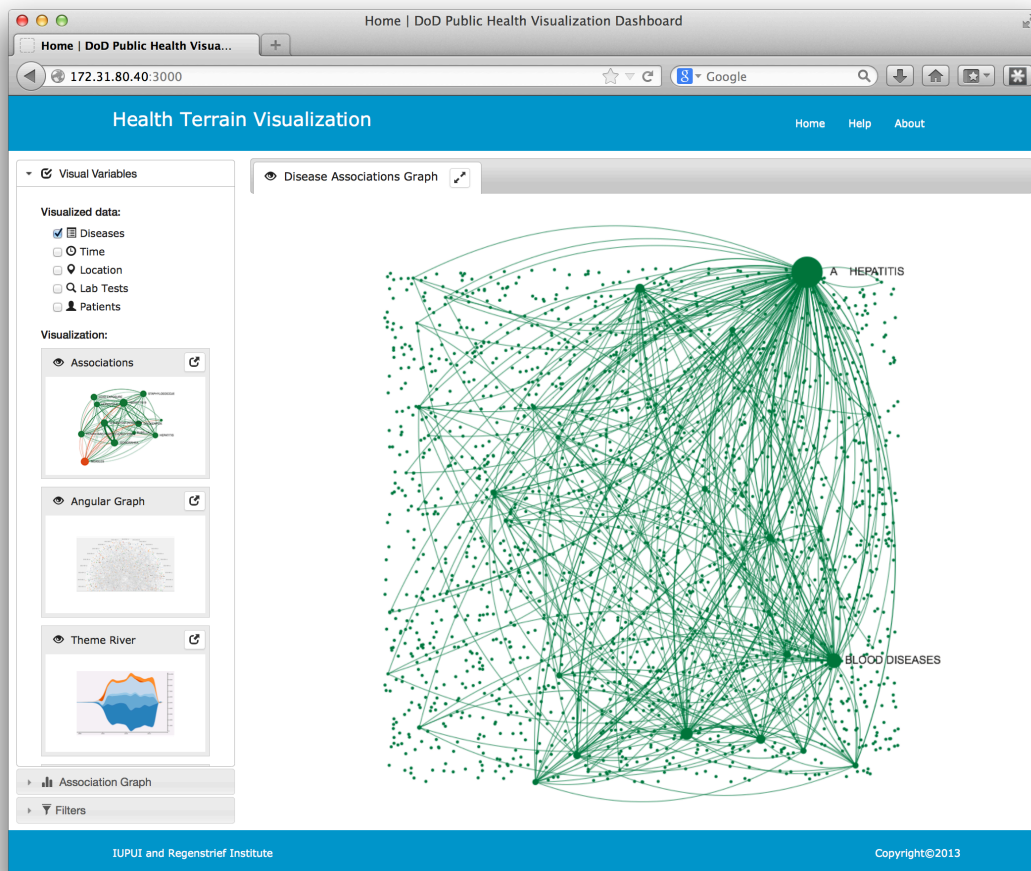 Home | DoD Public Health Visualization Dashboard
Home | DoD Public Health Visua...
172.31.80.40:3000
Google
Health Terrain Visualization
Home Help About
Visual Variables
Disease Associations Graph
Visualized data:
Diseases
Time
Location
Lab Tests
Patients
Visualization:
Associations
Angular Graph
Theme River
Association Graph
Filters
A HEPATITIS
BLOOD DISEASES
IUPUI and Regenstrief Institute
Copyright©2013